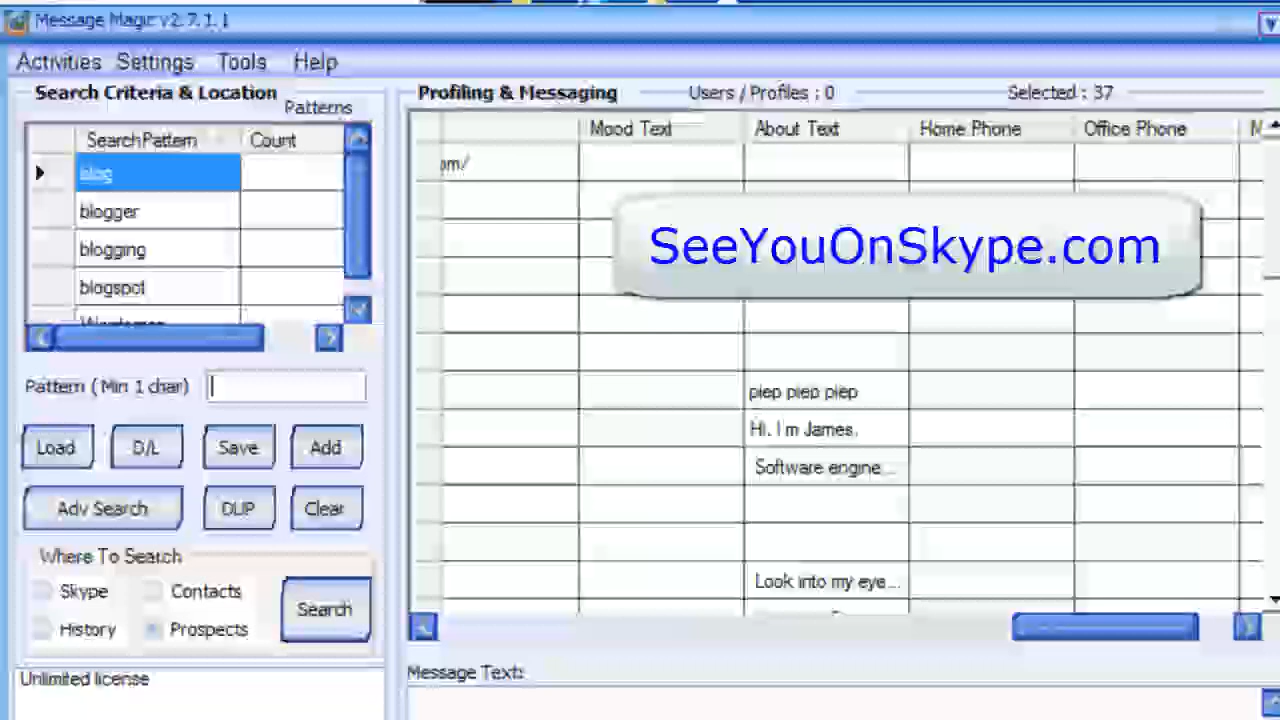 Message Magic v2.7.1.1
Activities Settings Tools Help
Search Criteria & Location
Patterns
SearchPattern Count
blog
blogger
blogging
blogspot
Pattern (Min 1 char)
Load D/L Save Add
Adv Search DUP Clear
Where To Search
Skype Contacts
History Prospects
Search
Unlimited license
Profiling & Messaging Users / Profiles : 0 Selected : 37
Mood Text About Text Home Phone Office Phone
om/
SeeYouOnSkype.com
piep piep piep
Hi. I'm James.
Software engine...
Look into my eye...
Message Text: